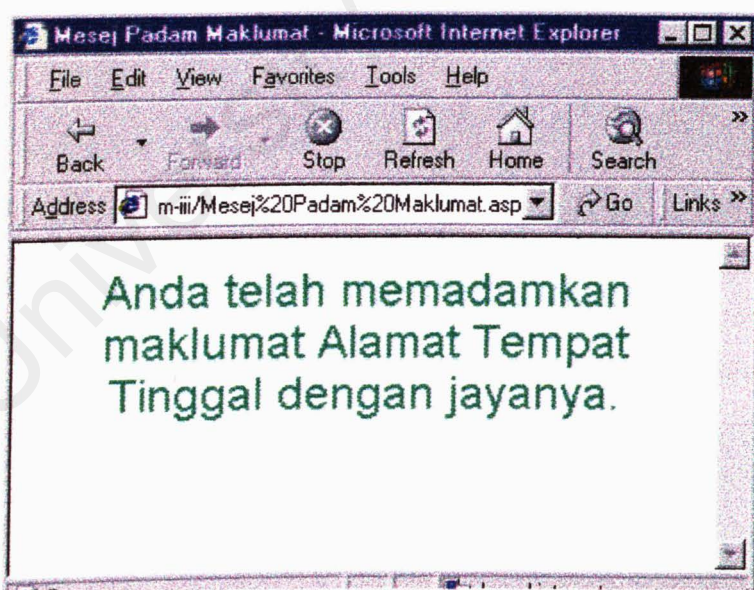 Mesej Padam Maklumat - Microsoft Internet Explorer
File Edit View Favorites Tools Help
Back Forward Stop Refresh Home Search »
Address m-iii/Mesej%20Padam%20Maklumat.asp Go Links »
Anda telah memadamkan
maklumat Alamat Tempat
Tinggal dengan jayanya.